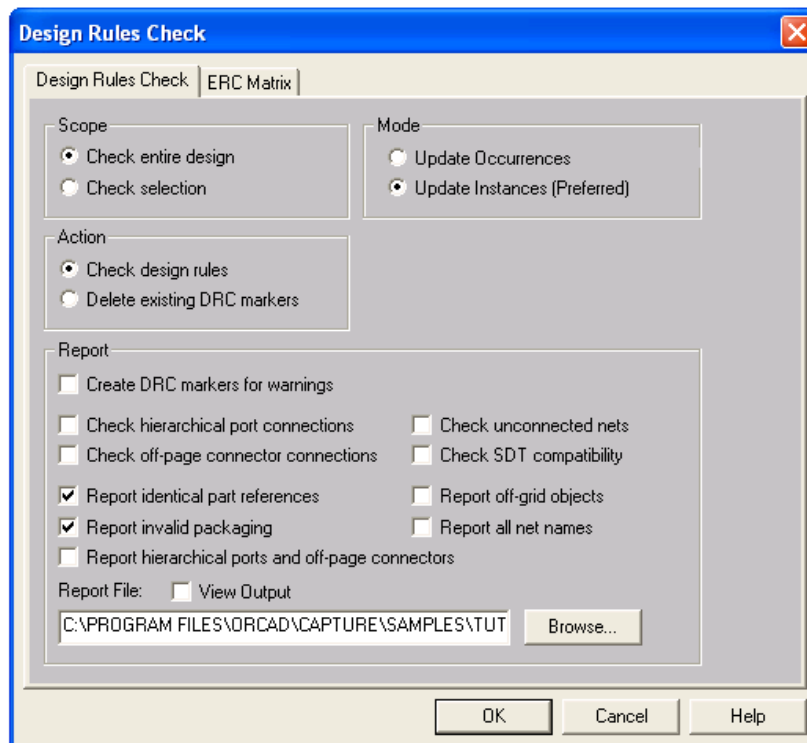 Design Rules Check
Design Rules Check ERC Matrix
Scope
Check entire design
Check selection
Mode
Update Occurrences
Update Instances (Preferred)
Action
Check design rules
Delete existing DRC markers
Report
Create DRC markers for warnings
Check hierarchical port connections
Check unconnected nets
Check off-page connector connections
Check SDT compatibility
Report identical part references
Report off-grid objects
Report invalid packaging
Report all net names
Report hierarchical ports and off-page connectors
Report File: View Output
C:\PROGRAM FILES\ORCAD\CAPTURE\SAMPLES\TUT
Browse...
OK Cancel Help